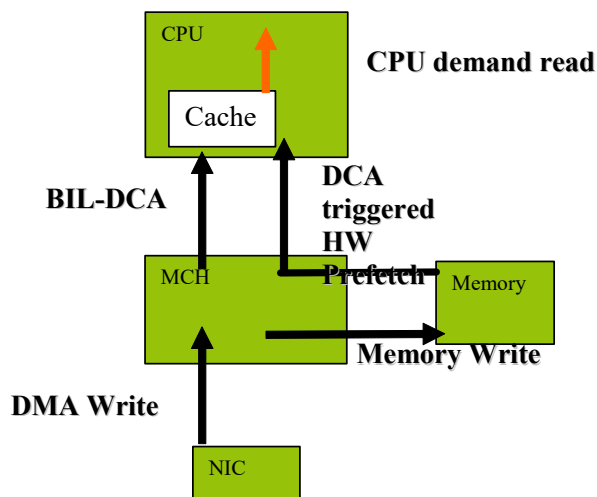 CPU
CPU demand read
Cache
BIL-DCA
DCA
triggered
HW
Prefetch
MCH
Memory
Memory Write
DMA Write
NIC